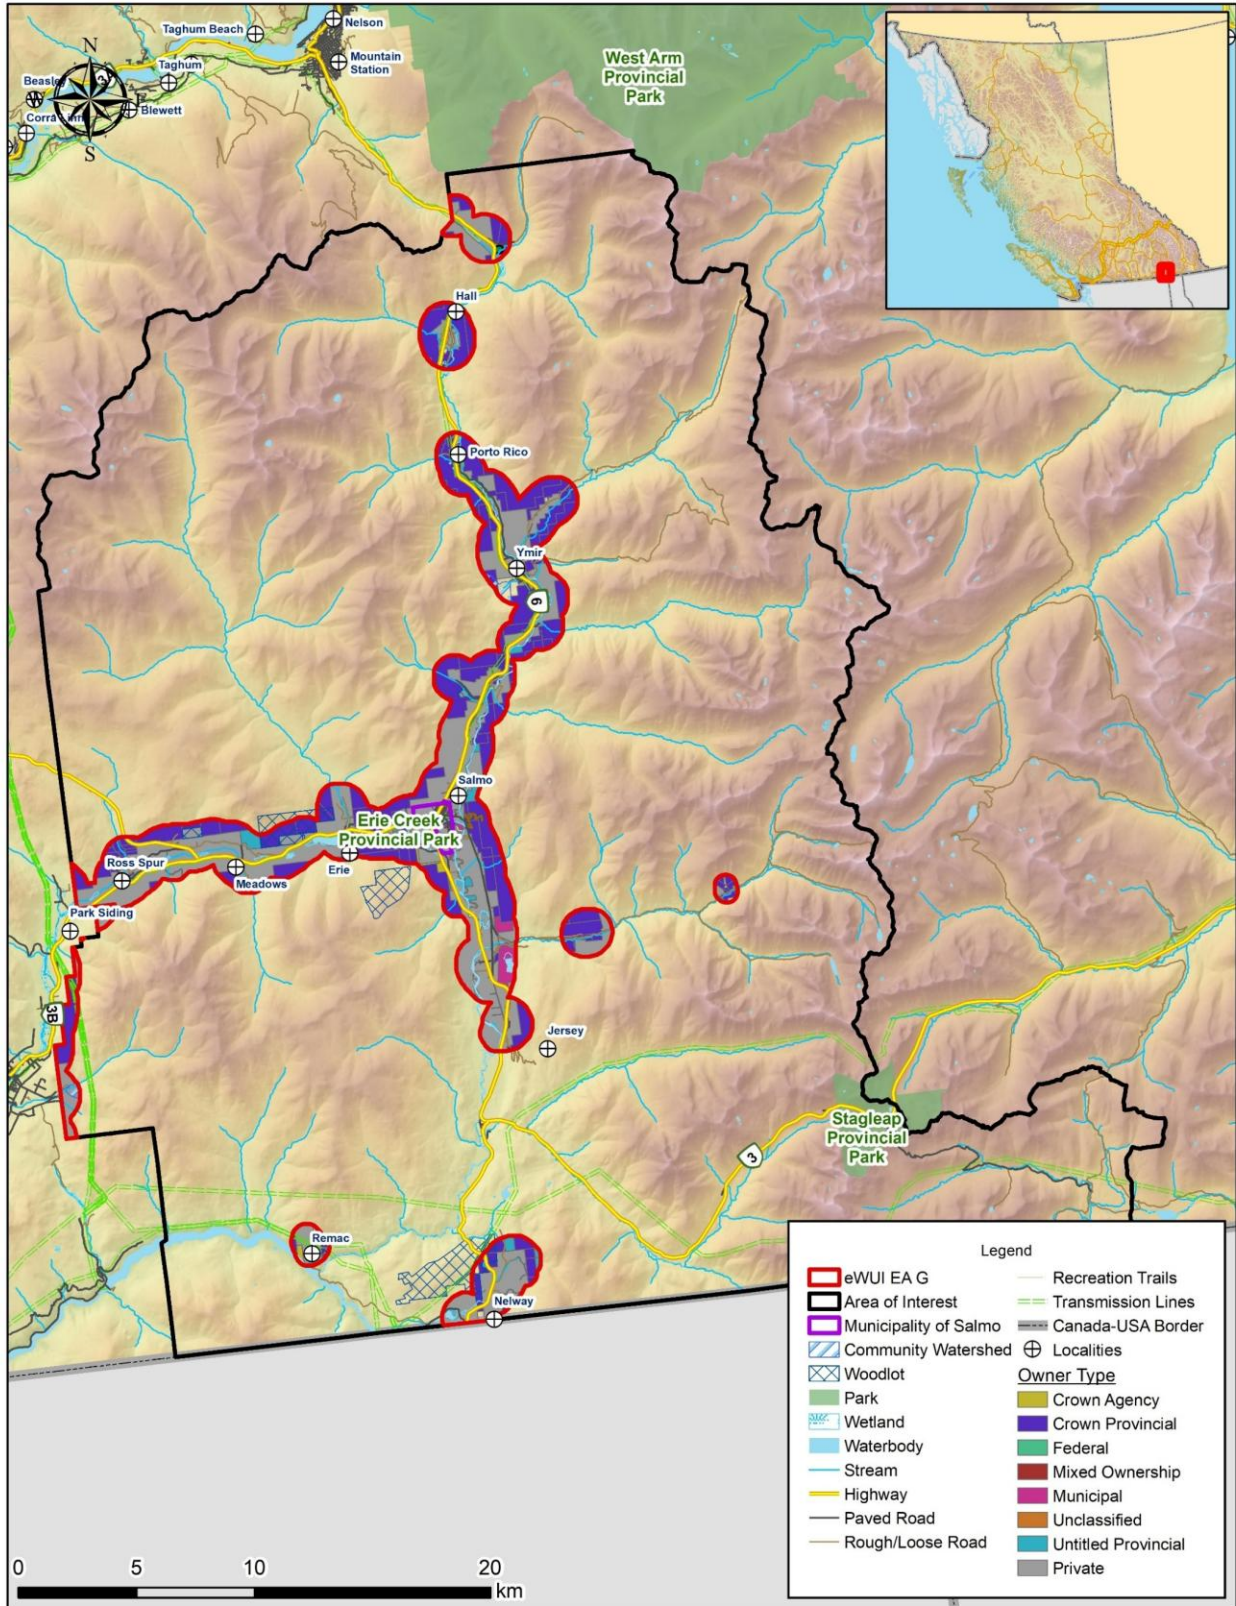 Taghum Beach
Nelson
N
Mountain
Station
Taghum
3A
Beasley
W
E
Blewett
S
West Arm
Provincial
Park
Hall
Porto Rico
Ymir
6
Salmo
Erie Creek
Provincial Park
Ross Spur
Meadows
Erie
Park Siding
3B
Jersey
Stagleap
Provincial
Park
3
Remac
Nelway
Legend
eWUI EA G
Area of Interest
Municipality of Salmo
Community Watershed
Woodlot
Park
Wetland
Waterbody
Stream
Highway
Paved Road
Rough/Loose Road
Recreation Trails
Transmission Lines
Canada-USA Border
Localities
Owner Type
Crown Agency
Crown Provincial
Federal
Mixed Ownership
Municipal
Unclassified
Untitled Provincial
Private
0 5 10 20
km